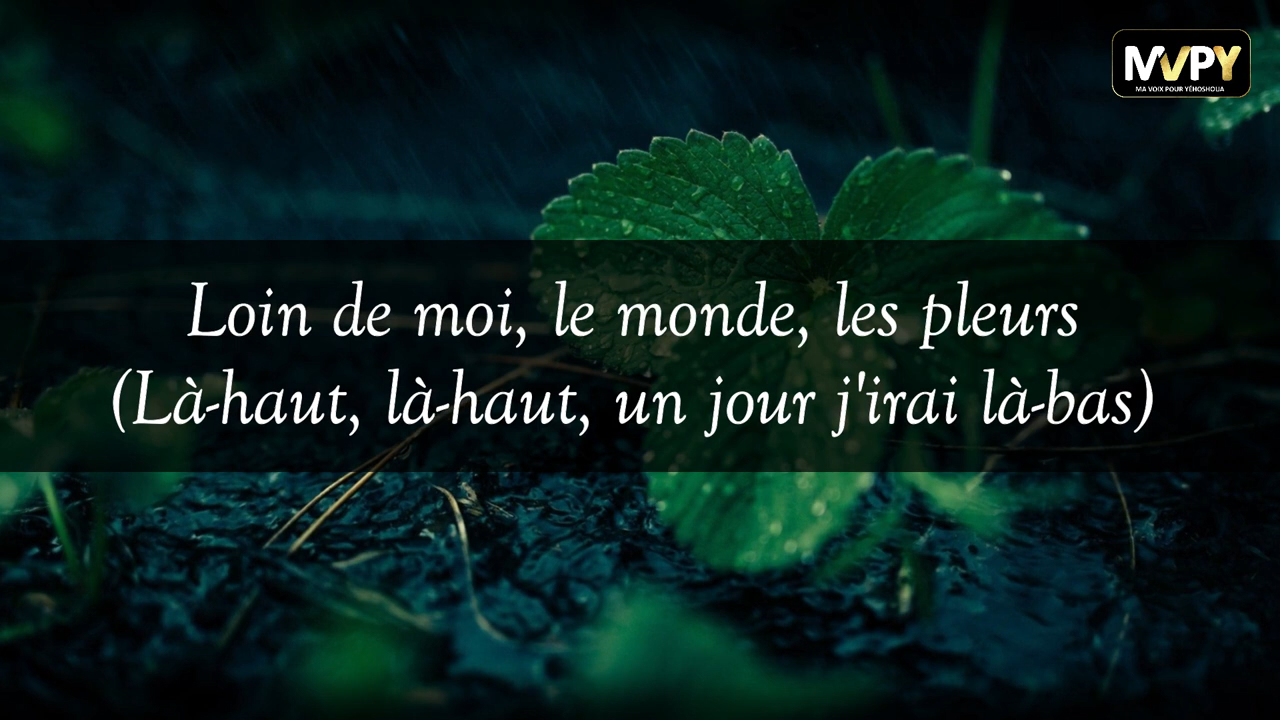 MVPY
MA VOIX POUR YÉHOSHOUA
Loin de moi, le monde, les pleurs
(Là-haut, là-haut, un jour j'irai là-bas)